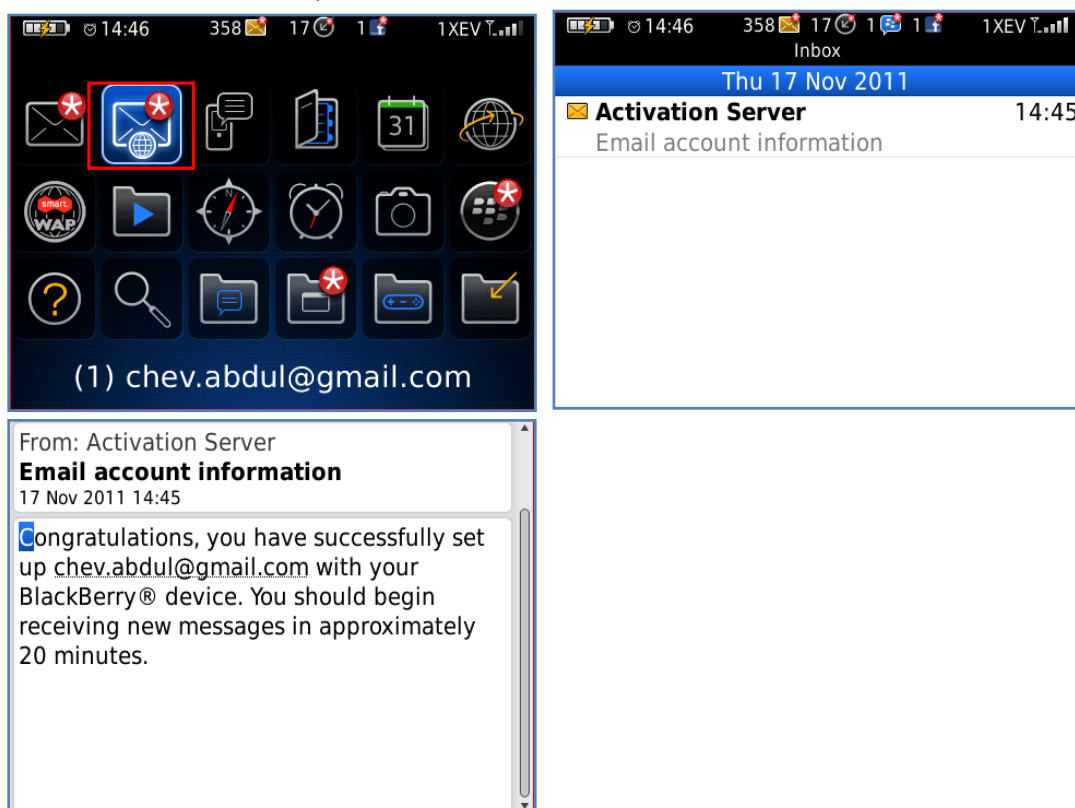 14:46 358 17 1 1XEV
31
N
smart.
WAP
?
(1) chev.abdul@gmail.com
14:46 358 17 1 1 1XEV
Inbox
Thu 17 Nov 2011
Activation Server 14:45
Email account information
From: Activation Server
Email account information
17 Nov 2011 14:45
Congratulations, you have successfully set
up chev.abdul@gmail.com with your
BlackBerry® device. You should begin
receiving new messages in approximately
20 minutes.